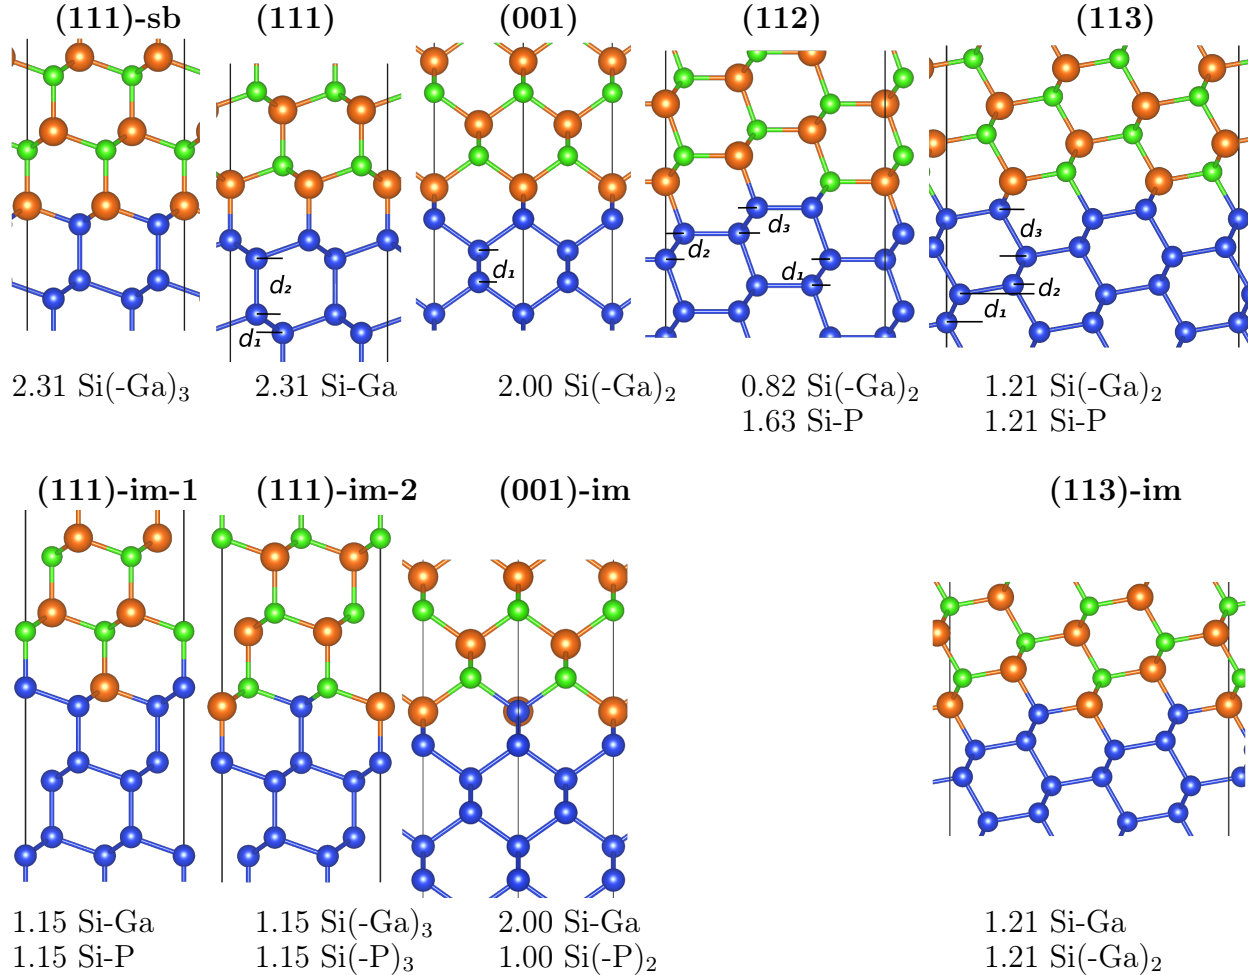 (111)-sb (111) (001) (112) (113)
d₃ d₃
d₂ d₂ d₁ d₁ d₂
d₁ d₁
2.31 Si(-Ga)₃ 2.31 Si-Ga 2.00 Si(-Ga)₂ 0.82 Si(-Ga)₂ 1.21 Si(-Ga)₂
1.63 Si-P 1.21 Si-P
(111)-im-1 (111)-im-2 (001)-im (113)-im
1.15 Si-Ga 1.15 Si(-Ga)₃ 2.00 Si-Ga 1.21 Si-Ga
1.15 Si-P 1.15 Si(-P)₃ 1.00 Si(-P)₂ 1.21 Si(-Ga)₂